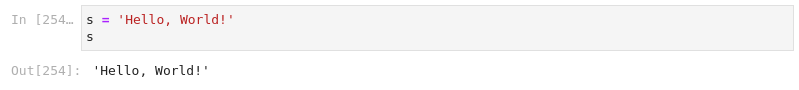 In [254… s = 'Hello, World!'
s
Out[254]: 'Hello, World!'